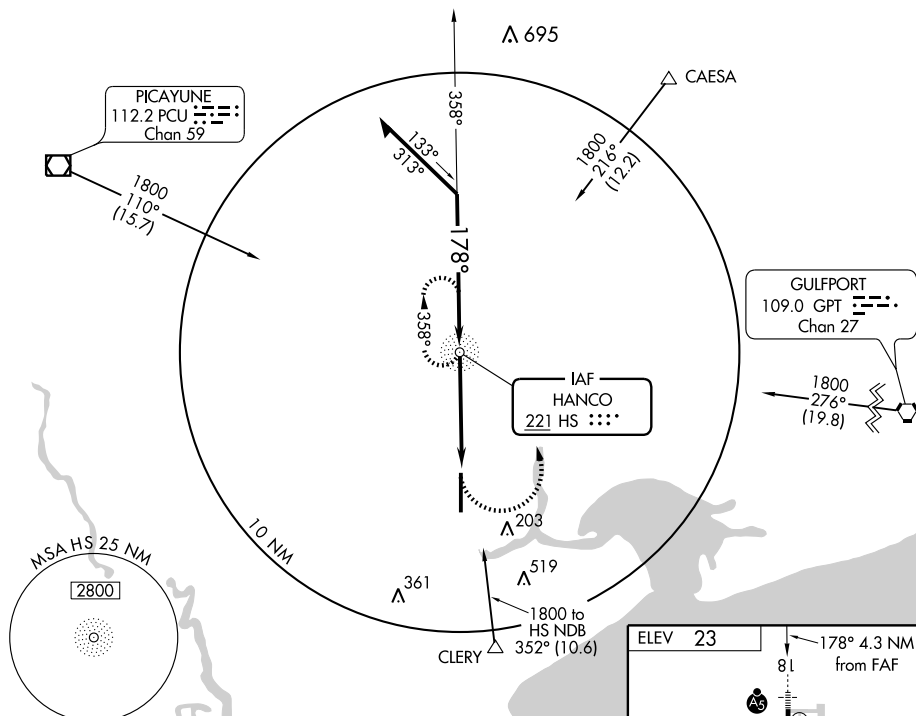 695
CAESA
PICAYUNE
112.2 PCU
Chan 59
358°
133°
313°
1800
216°
(12.2)
1800
110°
(15.7)
178°
GULFPORT
109.0 GPT
Chan 27
358°
IAF
HANCO
221 HS
1800
276°
(19.8)
203
10 NM
MSA HS 25 NM
2800
361
519
1800 to
HS NDB
352° (10.6)
CLERY
ELEV 23
178° 4.3 NM
from FAF
18
A5